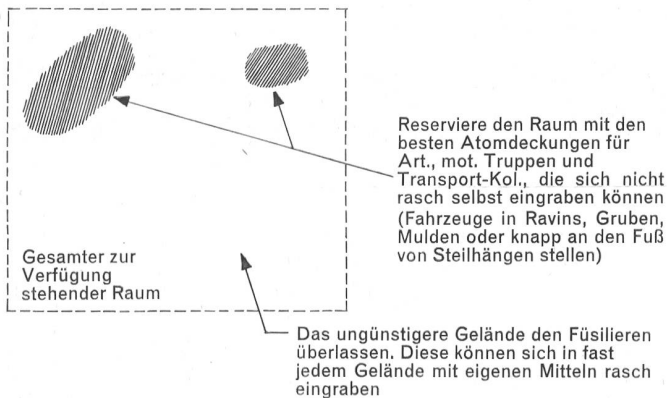 Reserviere den Raum mit den
besten Atomdeckungen für
Art., mot. Truppen und
Transport-Kol., die sich nicht
rasch selbst eingraben können
(Fahrzeuge in Ravins, Gruben,
Mulden oder knapp an den Fuß
von Steilhängen stellen)
Gesamter zur
Verfügung
stehender Raum
Das ungünstigere Gelände den Füsilieren
überlassen. Diese können sich in fast
jedem Gelände mit eigenen Mitteln rasch
eingraben